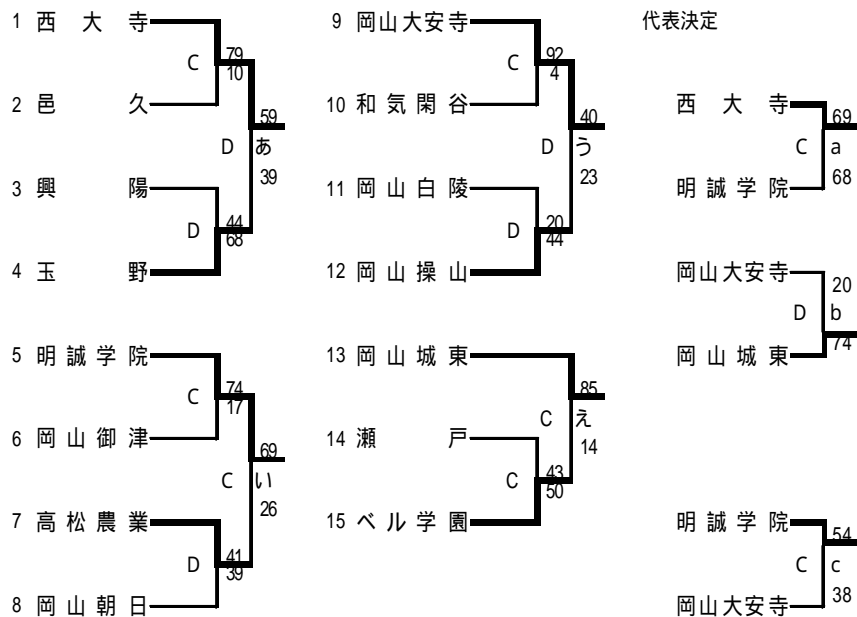 1 西大寺
C 79
10
2 邑久
D あ 59
39
3 興陽
D 44
68
4 玉野
5 明誠学院
C 74
17
6 岡山御津
C い 69
26
7 高松農業
D 41
39
8 岡山朝日
9 岡山大安寺
C 92
4
10 和気閑谷
D う 40
23
11 岡山白陵
D 20
44
12 岡山操山
13 岡山城東
C え 85
14
14 瀬戸
C 43
50
15 ベル学園
代表決定
西大寺
C a 69
68
明誠学院
岡山大安寺
D b 20
74
岡山城東
明誠学院
C c 54
38
岡山大安寺